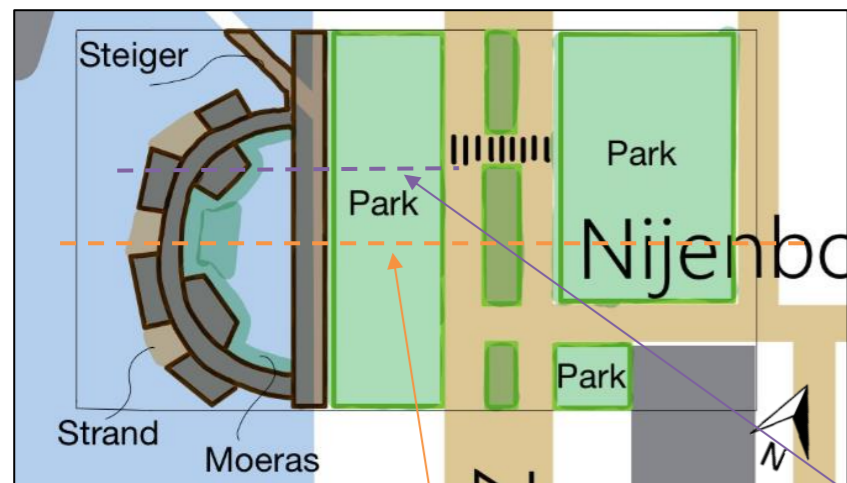 Steiger
Park
Park
Nijenbo
Park
Strand
Moeras
N
N